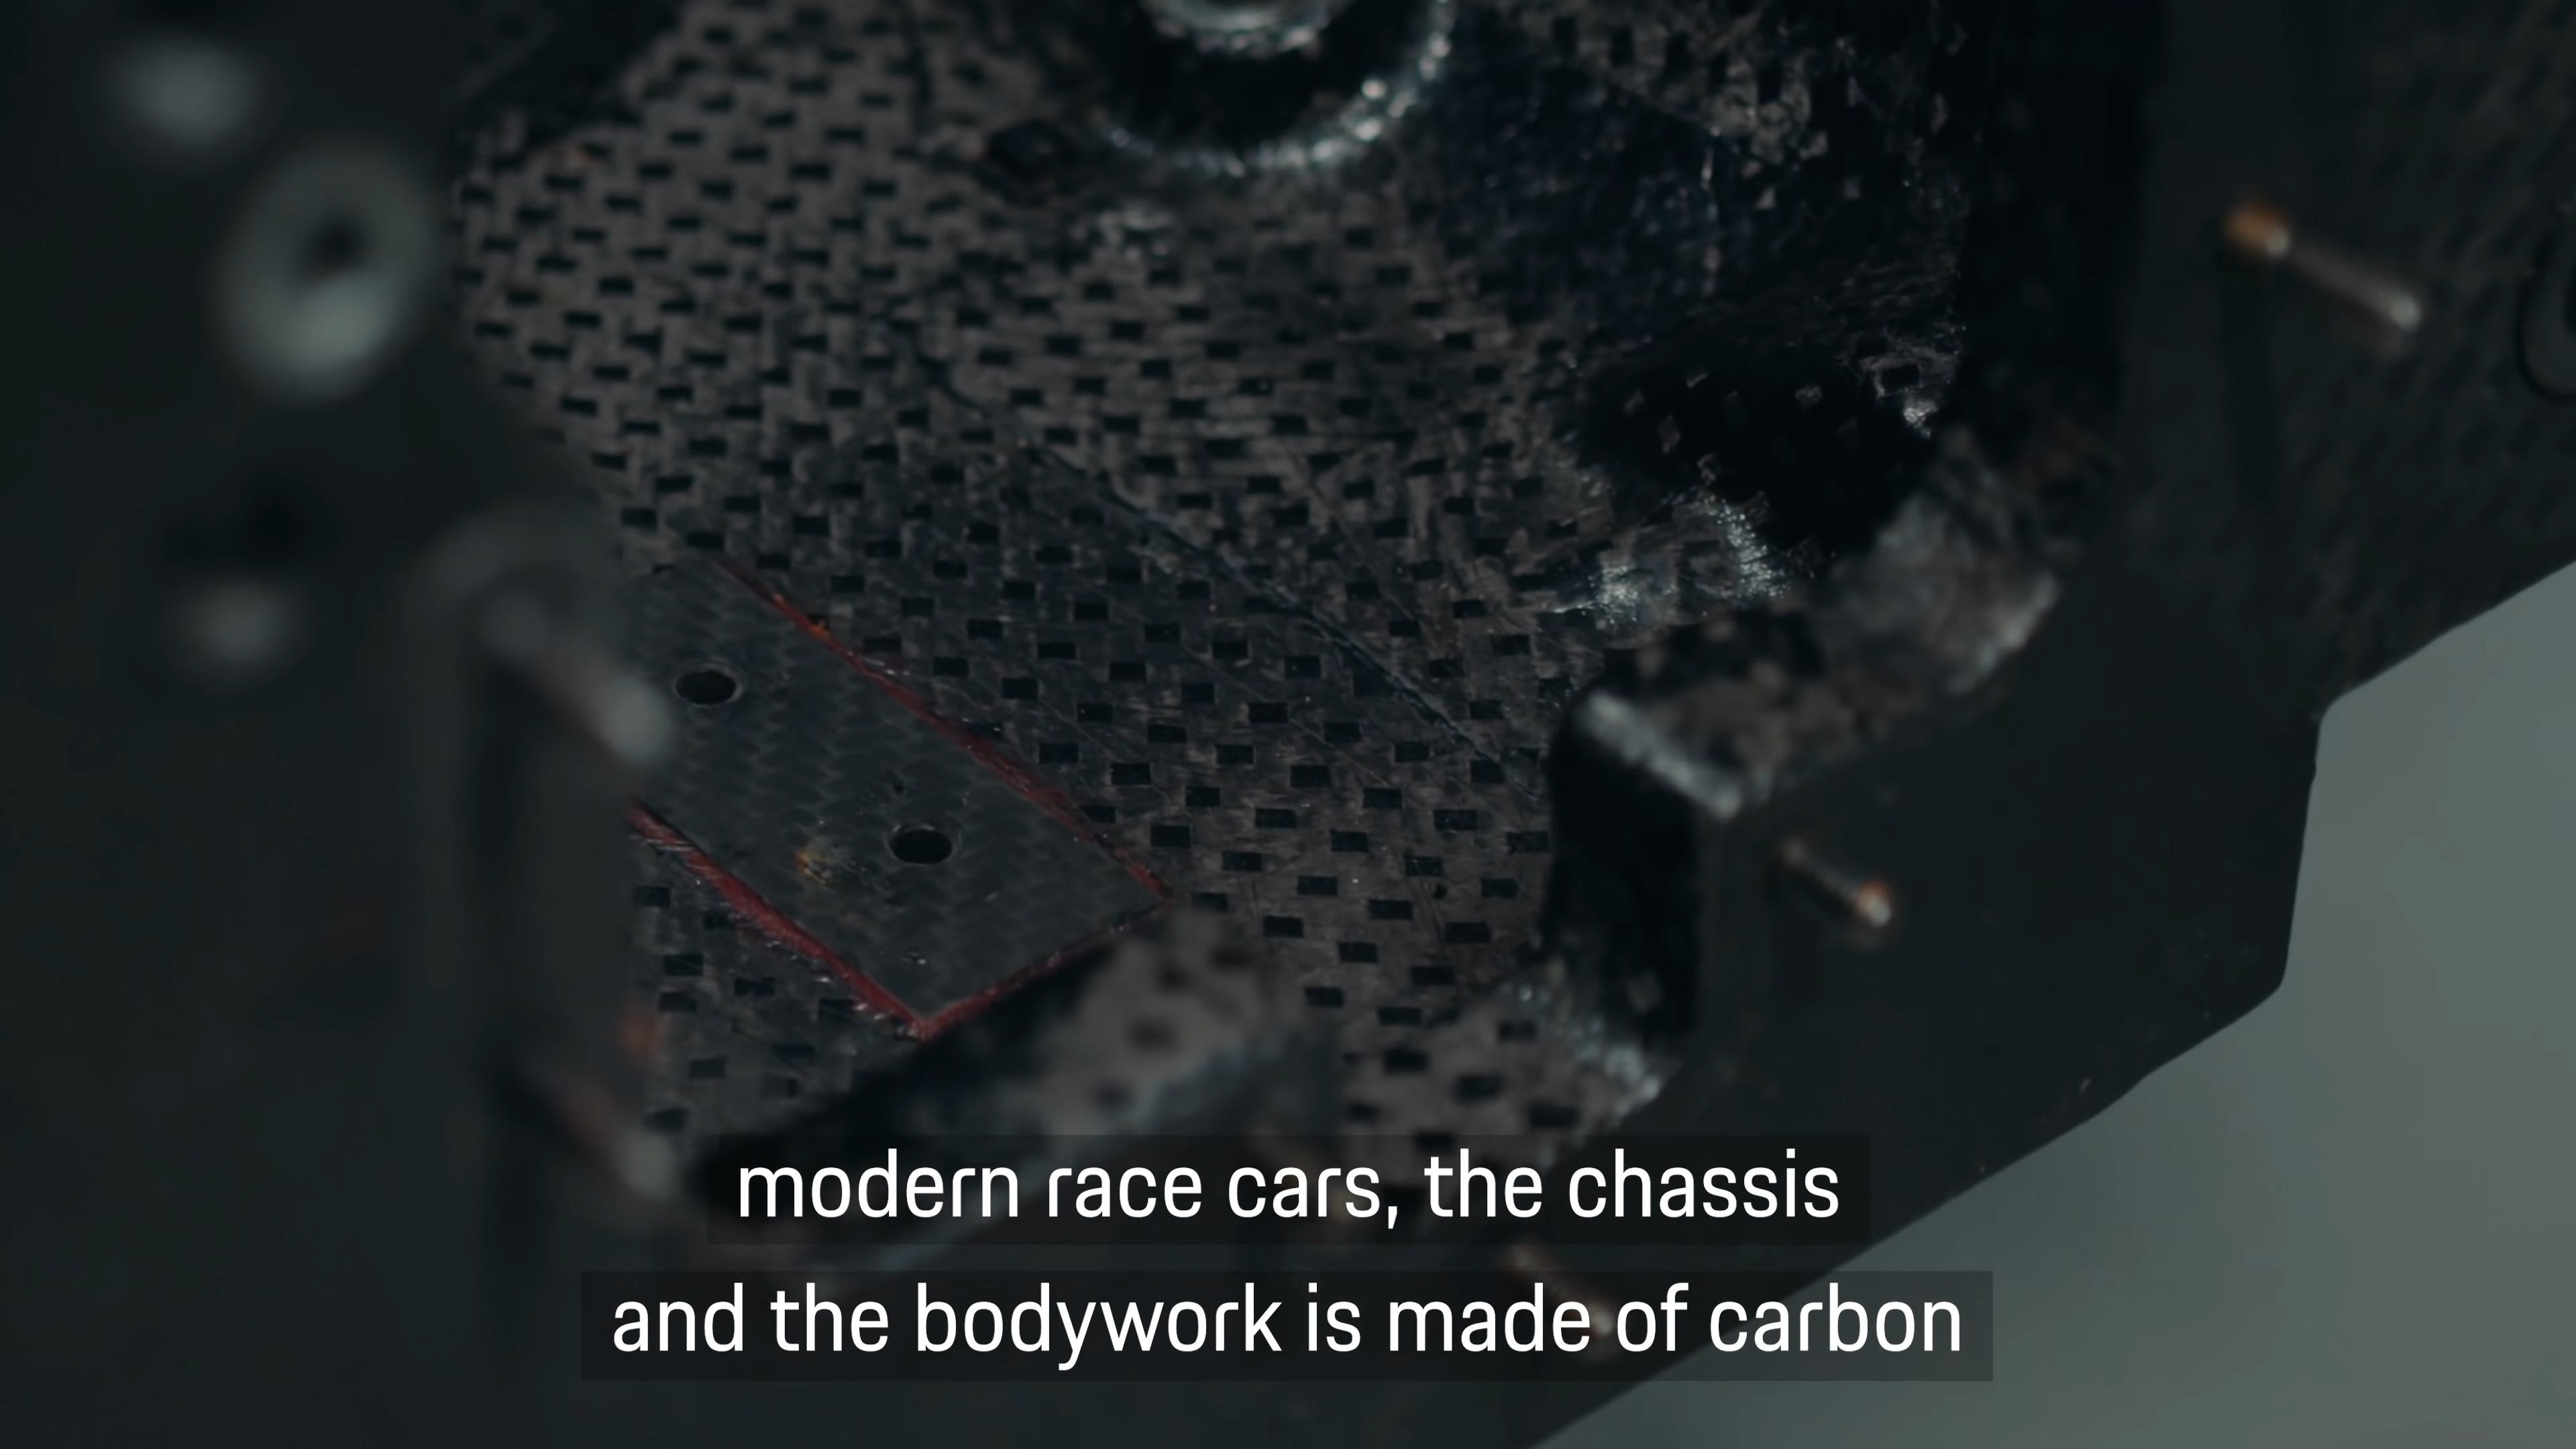 modern race cars, the chassis
and the bodywork is made of carbon